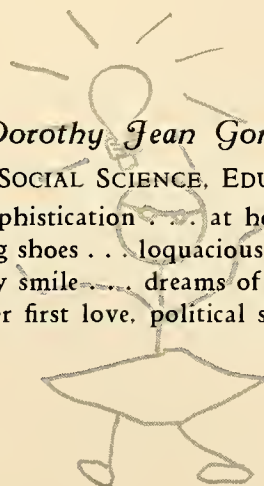 Dorothy Jean Gor
SOCIAL SCIENCE, EDU
phistication . . . at h
g shoes . . . loquacious
y smile . . . dreams of
r first love, political s